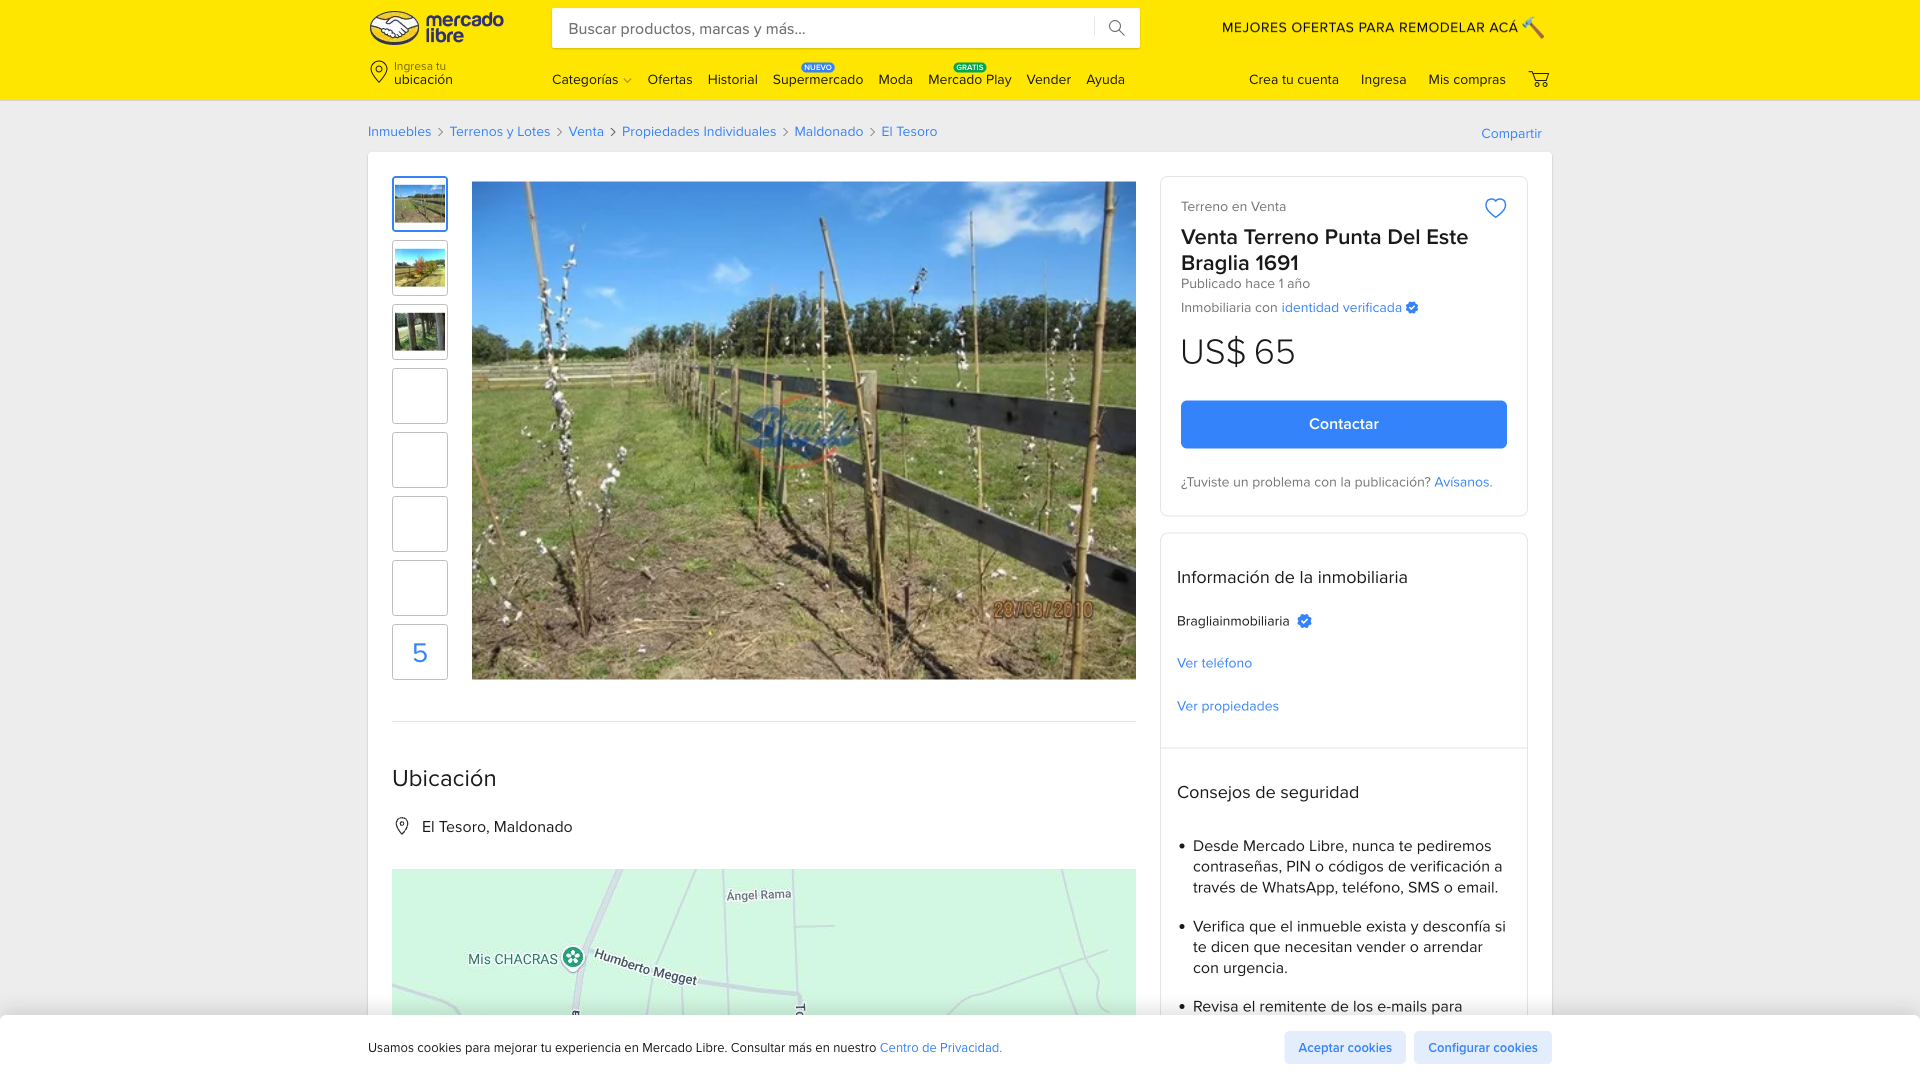 mercado
libre
Buscar productos, marcas y más...
MEJORES OFERTAS PARA REMODELAR ACÁ
Ingresa tu
ubicación
NUEVO
GRATIS
Categorías
Ofertas
Historial
Supermercado
Moda
Mercado Play
Vender
Ayuda
Crea tu cuenta
Ingresa
Mis compras
Inmuebles > Terrenos y Lotes > Venta > Propiedades Individuales > Maldonado > El Tesoro
Compartir
5
28/03/2010
Terreno en Venta
Venta Terreno Punta Del Este
Braglia 1691
Publicado hace 1 año
Inmobiliaria con identidad verificada
US$ 65
Contactar
¿Tuviste un problema con la publicación? Avísanos.
Información de la inmobiliaria
Bragliainmobiliaria
Ver teléfono
Ver propiedades
Ubicación
El Tesoro, Maldonado
Ángel Rama
Mis CHACRAS
Humberto Megget
Consejos de seguridad
• Desde Mercado Libre, nunca te pediremos
contraseñas, PIN o códigos de verificación a
través de WhatsApp, teléfono, SMS o email.
• Verifica que el inmueble exista y desconfía si
te dicen que necesitan vender o arrendar
con urgencia.
• Revisa el remitente de los e-mails para
Usamos cookies para mejorar tu experiencia en Mercado Libre. Consultar más en nuestro Centro de Privacidad.
Aceptar cookies
Configurar cookies